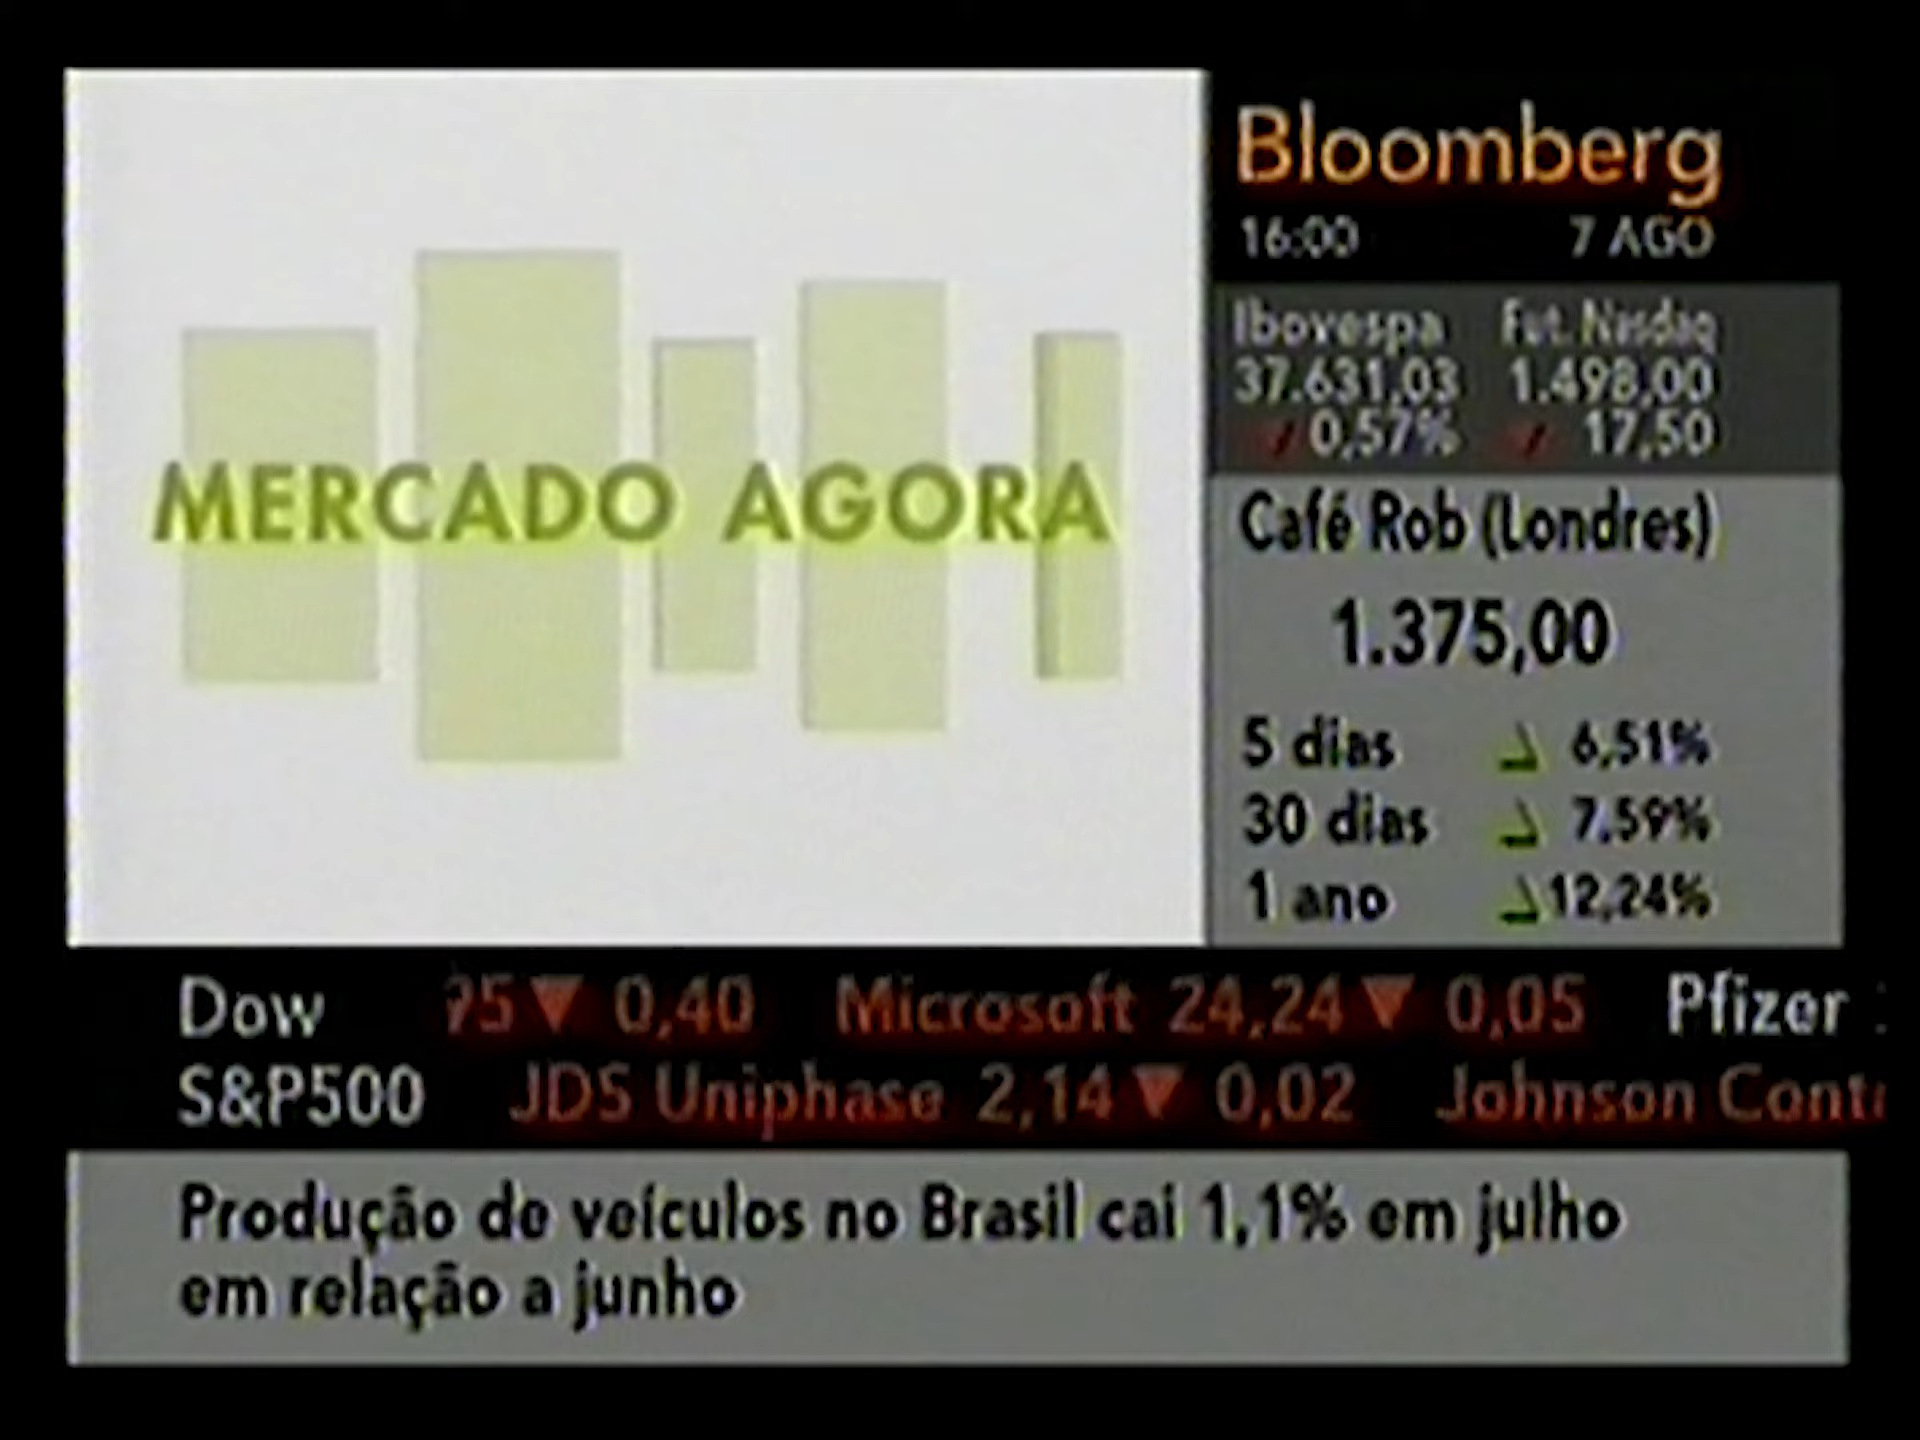 MERCADO AGORA
Bloomberg
16:00 7 AGO
Ibovespa Fut. Nasdaq
37.631,03 1.498,00
0,57% 17,50
Café Rob (Londres)
1.375,00
5 dias 6,51%
30 dias 7,59%
1 ano 12,24%
Dow 95▼ 0,40 Microsoft 24,24▼ 0,05 Pfizer
S&P500 JDS Uniphase 2,14▼ 0,02 Johnson Cont
Produção de veículos no Brasil cai 1,1% em julho
em relação a junho